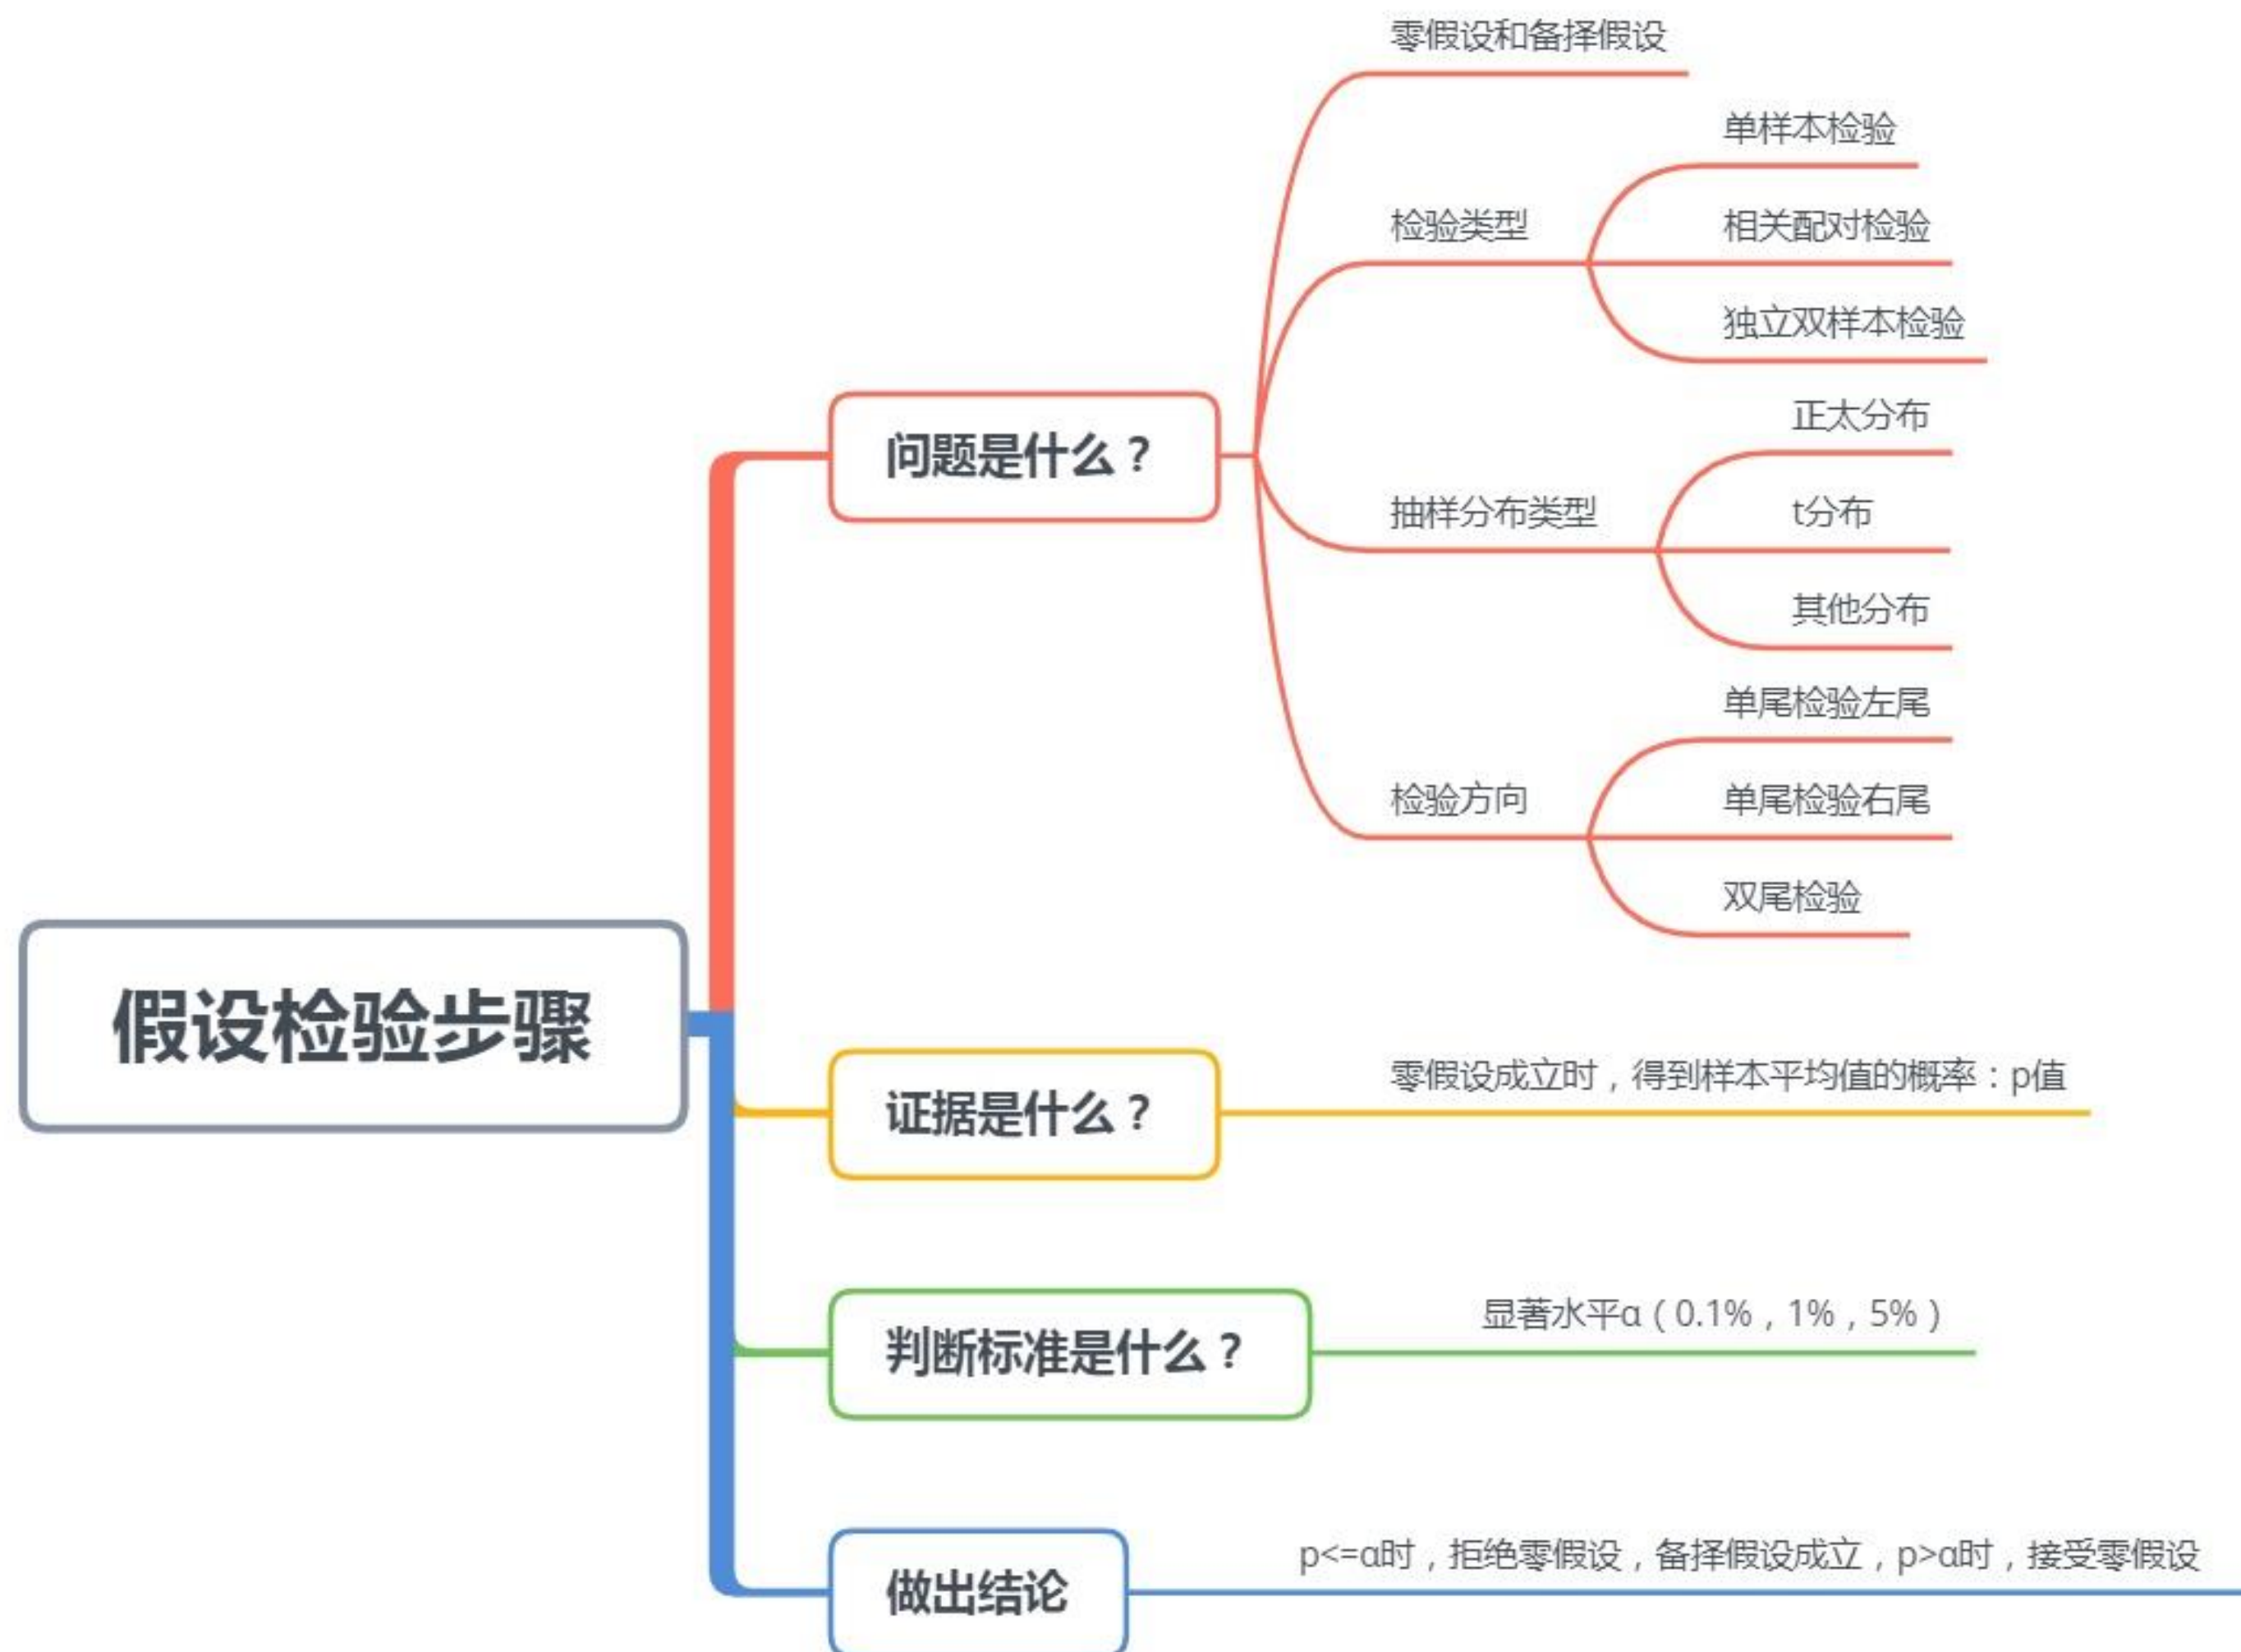 零假设和备择假设
单样本检验
检验类型
相关配对检验
独立双样本检验
正太分布
问题是什么？
抽样分布类型
t分布
其他分布
单尾检验左尾
检验方向
单尾检验右尾
双尾检验
假设检验步骤
证据是什么？
零假设成立时，得到样本平均值的概率：p值
判断标准是什么？
显著水平α（0.1%，1%，5%）
做出结论
p<=α时，拒绝零假设，备择假设成立，p>α时，接受零假设